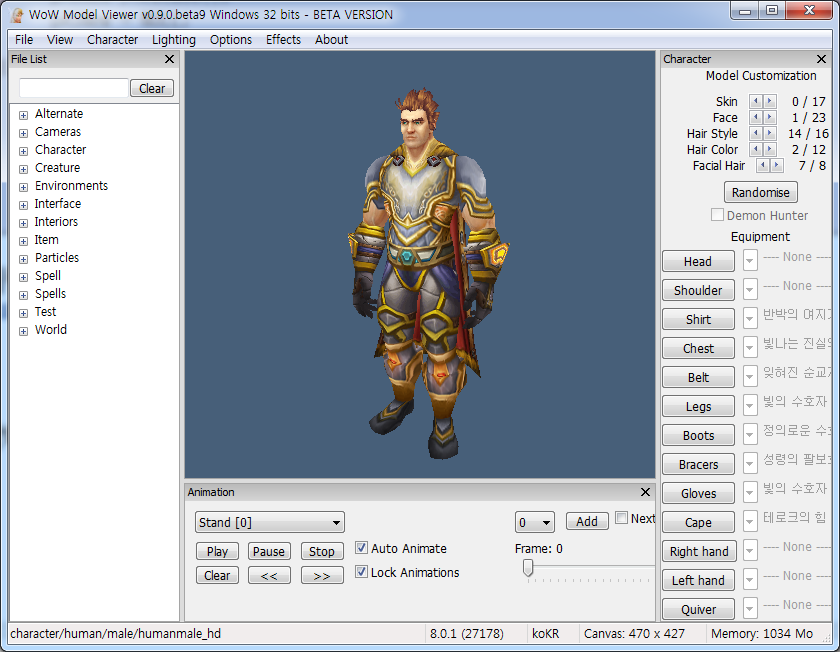 WoW Model Viewer v0.9.0.beta9 Windows 32 bits - BETA VERSION
File View Character Lighting Options Effects About
File List
Clear
Alternate
Cameras
Character
Creature
Environments
Interface
Interiors
Item
Particles
Spell
Spells
Test
World
Character
Model Customization
Skin 0 / 17
Face 1 / 23
Hair Style 14 / 16
Hair Color 2 / 12
Facial Hair 7 / 8
Randomise
Demon Hunter
Equipment
Head ---- None ----
Shoulder ---- None ----
Shirt 반박의 여지
Chest 빛나는 진실의
Belt 잊혀진 순교자
Legs 빛의 수호자
Boots 정의로운 수호
Bracers 성령의 팔보호
Gloves 빛의 수호자
Cape 테로크의 힘
Right hand ---- None ----
Left hand ---- None ----
Quiver ---- None ----
Animation
Stand [0] 0 Add Next
Play Pause Stop Auto Animate Frame: 0
Clear << >> Lock Animations
character/human/male/humanmale_hd 8.0.1 (27178) koKR Canvas: 470 x 427 Memory: 1034 Mo